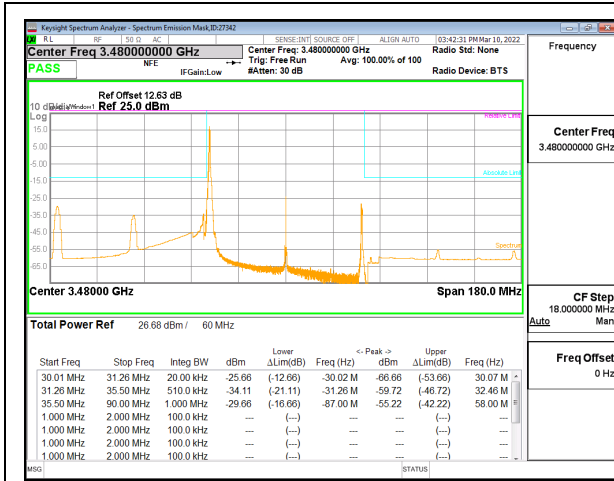 Keysight Spectrum Analyzer - Spectrum Emission Mask,ID:27342
RL RF 50 Ω AC SENSE:INT SOURCE OFF ALIGN AUTO 03:42:31 PM Mar 10, 2022
Center Freq 3.480000000 GHz Center Freq: 3.480000000 GHz Radio Std: None
NFE Trig: Free Run Avg: 100.00% of 100
PASS IFGain:Low #Atten: 30 dB Radio Device: BTS
Ref Offset 12.63 dB
10 dB/div Window1 Ref 25.0 dBm
Log
Relative Limit
15.0
5.00
-5.00
-15.0
Absolute Limit
-25.0
-35.0
-45.0
-55.0
Spectrum
-65.0
Center 3.48000 GHz Span 180.0 MHz
Total Power Ref 26.68 dBm / 60 MHz
Lower <- Peak -> Upper
Start Freq Stop Freq Integ BW dBm ΔLim(dB) Freq (Hz) dBm ΔLim(dB) Freq (Hz)
30.01 MHz 31.26 MHz 20.00 kHz -25.66 (-12.66) -30.02 M -66.66 (-53.66) 30.07 M
31.26 MHz 35.50 MHz 510.0 kHz -34.11 (-21.11) -31.26 M -59.72 (-46.72) 32.46 M
35.50 MHz 90.00 MHz 1.000 MHz -29.66 (-16.66) -87.00 M -55.22 (-42.22) 58.00 M
1.000 MHz 2.000 MHz 100.0 kHz --- (---) --- --- (---) ---
1.000 MHz 2.000 MHz 100.0 kHz --- (---) --- --- (---) ---
1.000 MHz 2.000 MHz 100.0 kHz --- (---) --- --- (---) ---
1.000 MHz 2.000 MHz 100.0 kHz --- (---) --- --- (---) ---
MSG STATUS
Frequency
Center Freq
3.480000000 GHz
CF Step
18.000000 MHz
Auto Man
Freq Offset
0 Hz